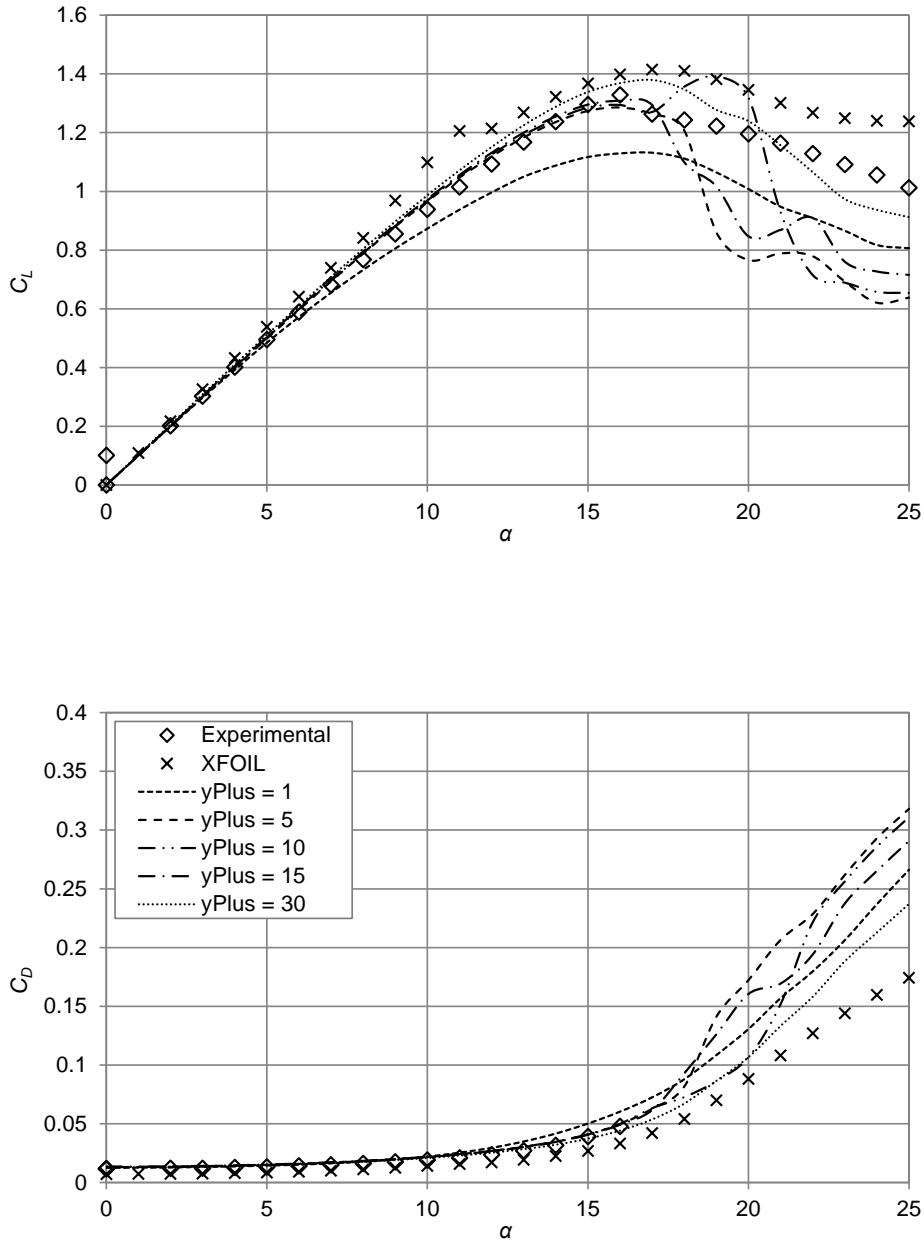 1.6
1.4
1.2
1
0.8
0.6
0.4
0.2
0
C_L
0 5 10 15 20 25
α
0.4
0.35
0.3
0.25
0.2
0.15
0.1
0.05
0
C_D
Experimental
XFOIL
yPlus = 1
yPlus = 5
yPlus = 10
yPlus = 15
yPlus = 30
0 5 10 15 20 25
α